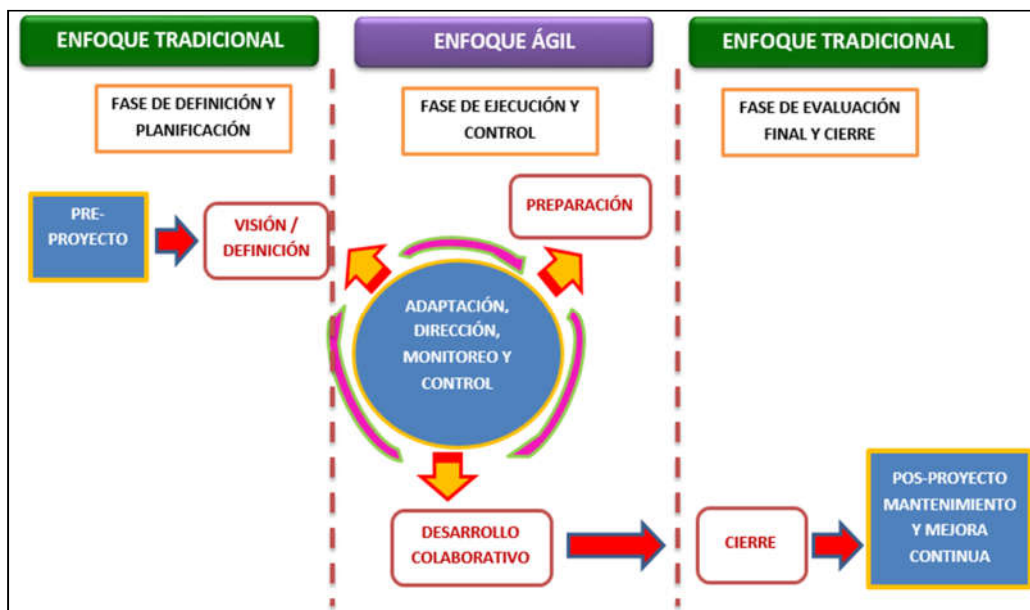 ENFOQUE TRADICIONAL
ENFOQUE ÁGIL
ENFOQUE TRADICIONAL
FASE DE DEFINICIÓN Y
PLANIFICACIÓN
FASE DE EJECUCIÓN Y
CONTROL
FASE DE EVALUACIÓN
FINAL Y CIERRE
PRE-
PROYECTO
VISIÓN /
DEFINICIÓN
PREPARACIÓN
ADAPTACIÓN,
DIRECCIÓN,
MONITOREO Y
CONTROL
DESARROLLO
COLABORATIVO
CIERRE
POS-PROYECTO
MANTENIMIENTO
Y MEJORA
CONTINUA